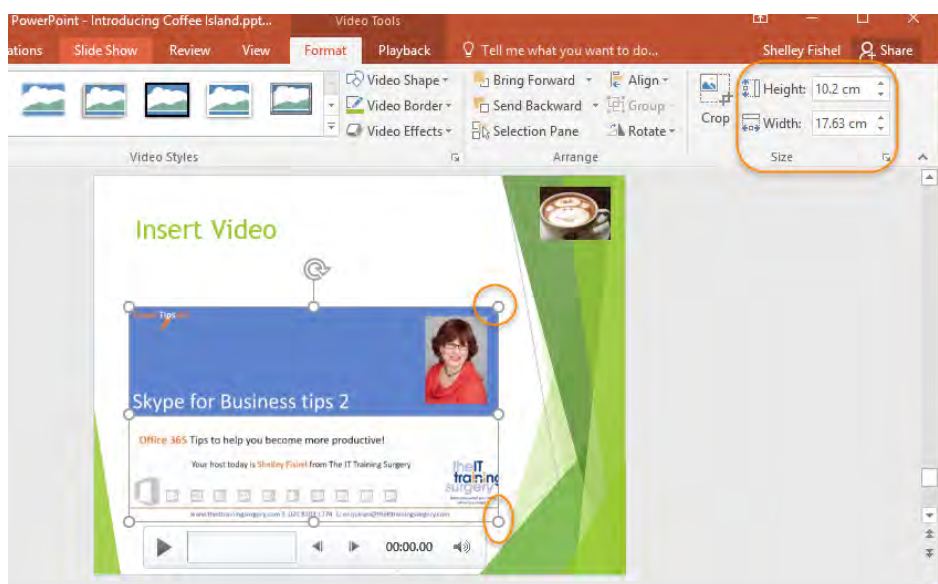 PowerPoint - Introducing Coffee Island.ppt...
Video Tools
ations Slide Show Review View Format Playback Tell me what you want to do... Shelley Fishel Share
Video Shape Bring Forward Align Height: 10.2 cm
Video Border Send Backward Group Width: 17.63 cm
Video Effects Selection Pane Rotate Crop
Video Styles Arrange Size
Insert Video
Tips
Skype for Business tips 2
Office 365 Tips to help you become more productive!
Your host today is Shelley Fishel from The IT Training Surgery
theIT
training
surgery
00:00.00